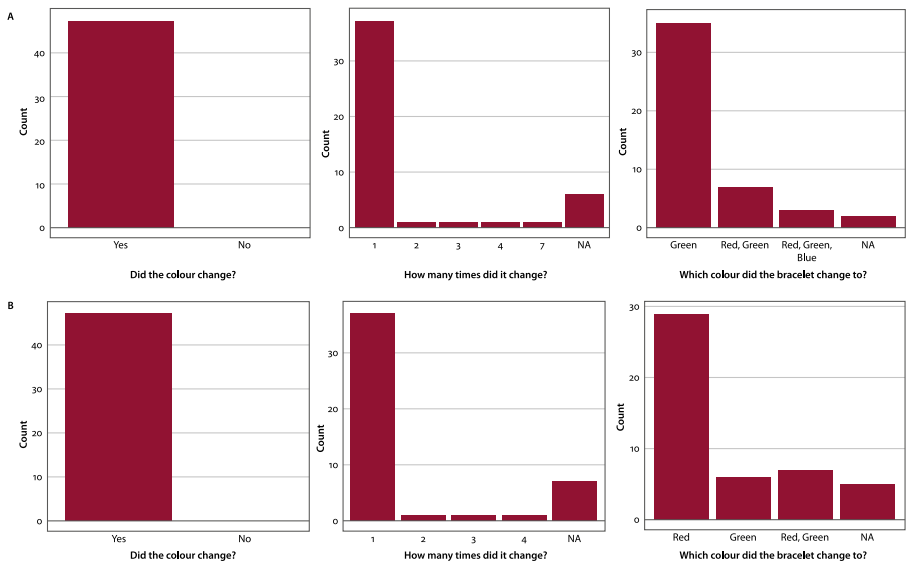 A
Count
40
30
20
10
0
Yes No
Did the colour change?
Count
30
20
10
0
1 2 3 4 7 NA
How many times did it change?
Count
30
20
10
0
Green Red, Green Red, Green, Blue NA
Which colour did the bracelet change to?
B
Count
40
30
20
10
0
Yes No
Did the colour change?
Count
30
20
10
0
1 2 3 4 NA
How many times did it change?
Count
30
20
10
0
Red Green Red, Green NA
Which colour did the bracelet change to?